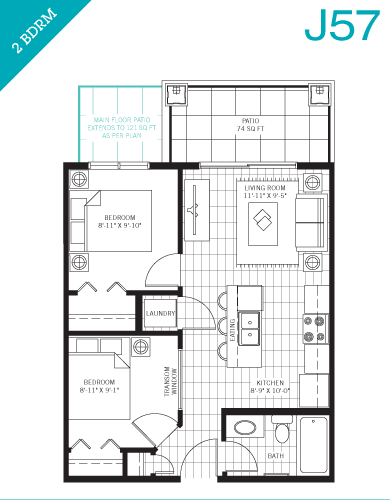 2 BDRM
J57
MAIN FLOOR PATIO
EXTENDS TO 121 SQ FT
AS PER PLAN
PATIO
74 SQ FT
LIVING ROOM
11'-11" X 9'-5"
BEDROOM
8'-11" X 9'-10"
LAUNDRY
EATING
TRANSOM
WINDOW
BEDROOM
8'-11" X 9'-1"
KITCHEN
8'-9" X 10'-0"
BATH